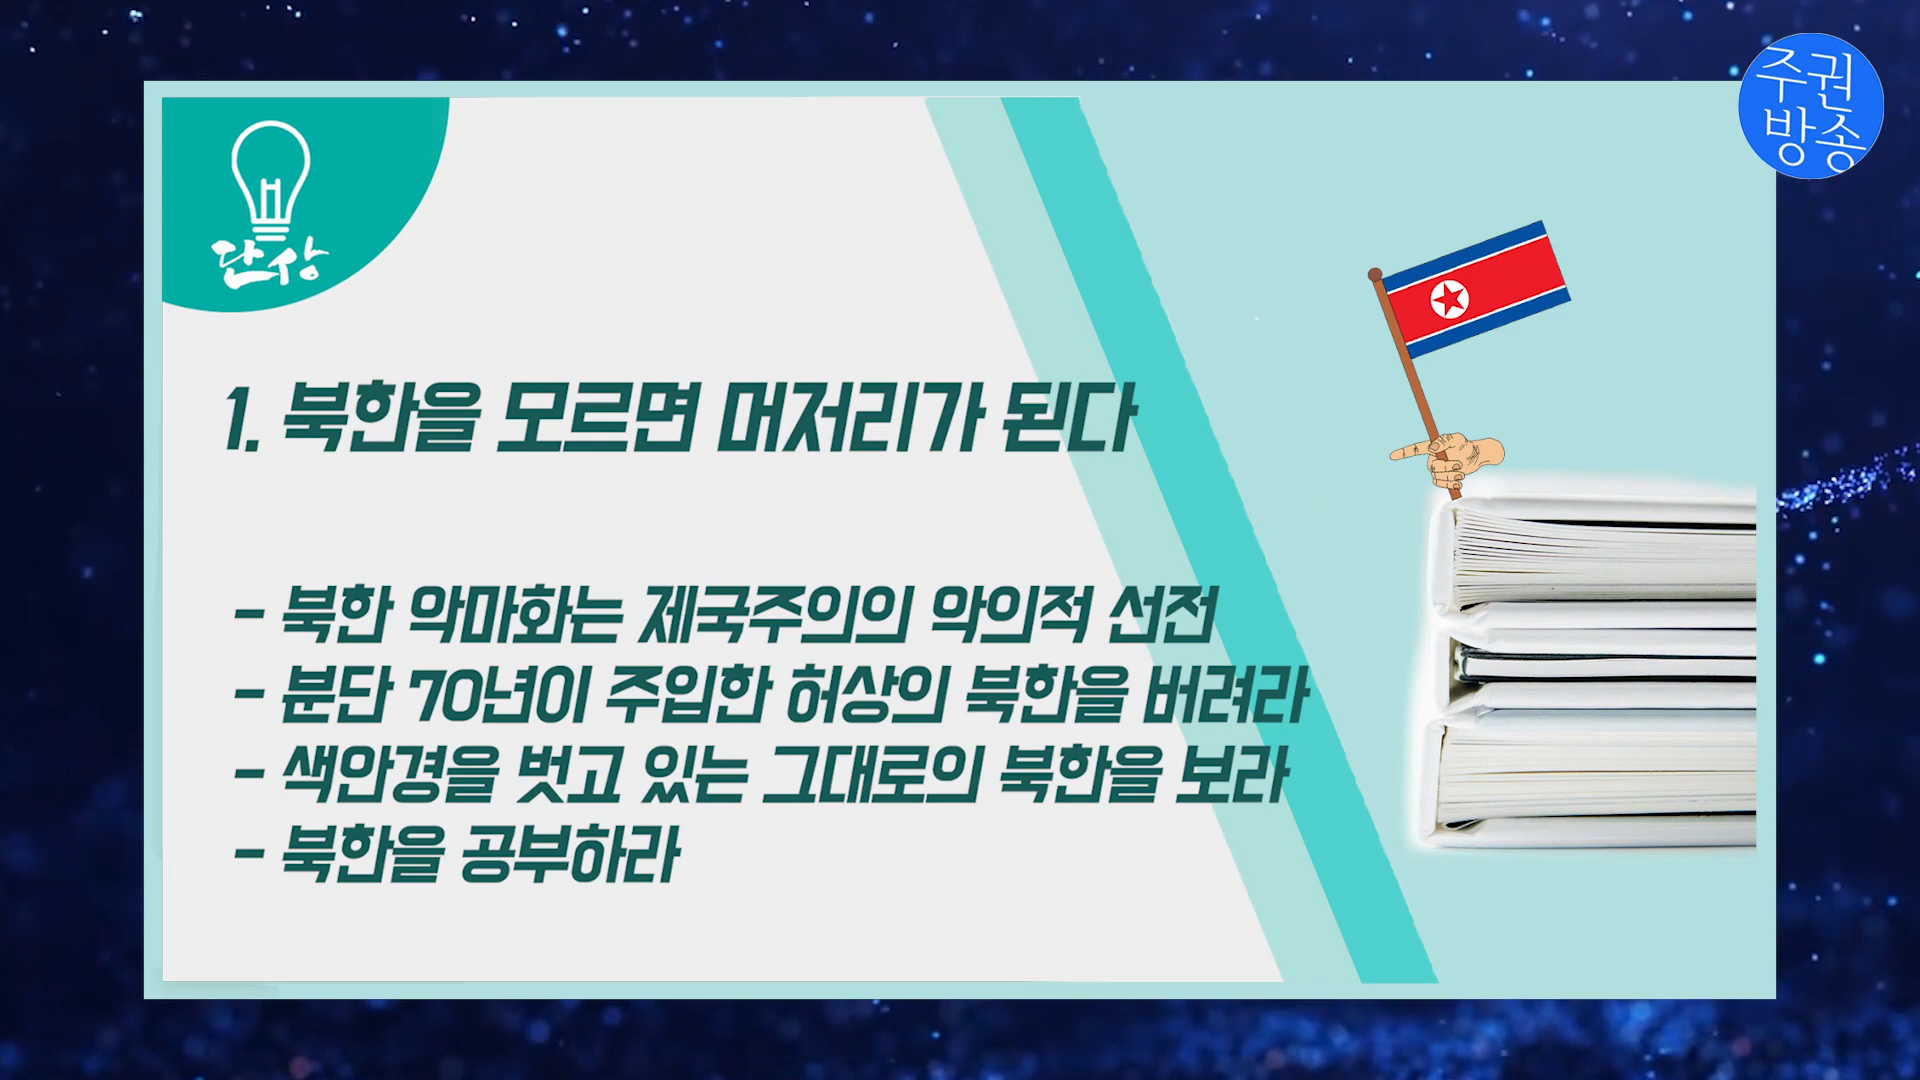 주권
방송
단상
1. 북한을 모르면 머저리가 된다
- 북한 악마화는 제국주의의 악의적 선전
- 분단 70년이 주입한 허상의 북한을 버려라
- 색안경을 벗고 있는 그대로의 북한을 보라
- 북한을 공부하라